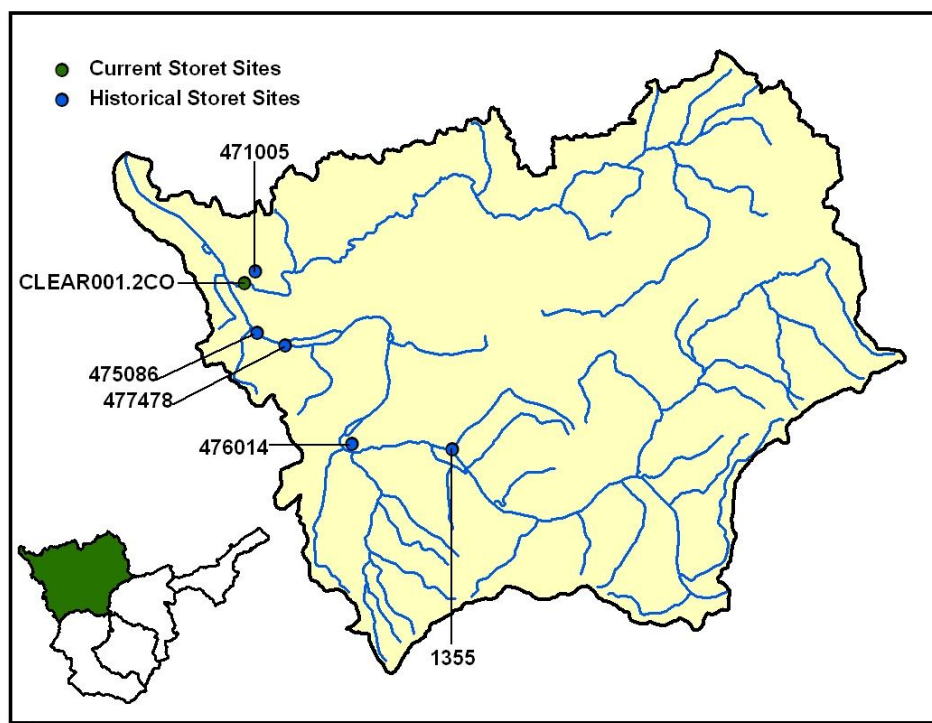 Current Storet Sites
Historical Storet Sites
471005
CLEAR001.2CO
475086
477478
476014
1355